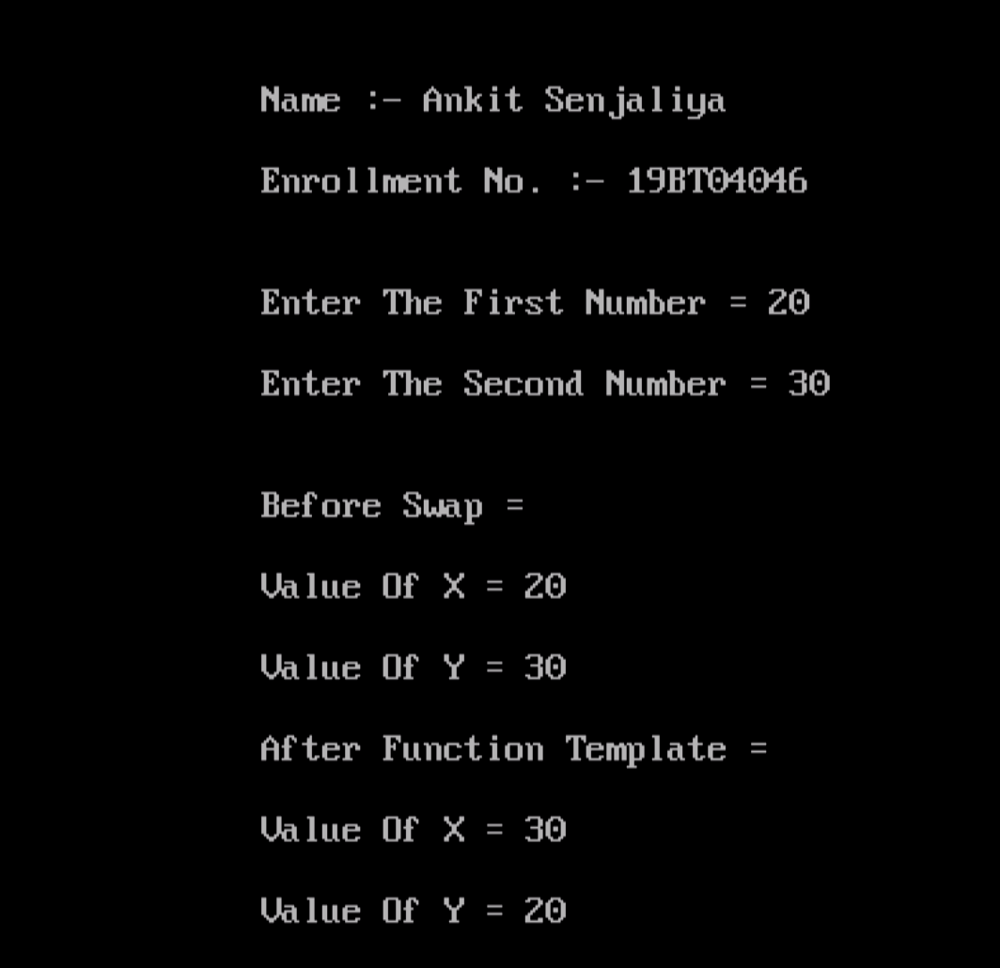 Name :- Ankit Senjaliya
Enrollment No. :- 19BT04046
Enter The First Number = 20
Enter The Second Number = 30
Before Swap =
Value Of X = 20
Value Of Y = 30
After Function Template =
Value Of X = 30
Value Of Y = 20